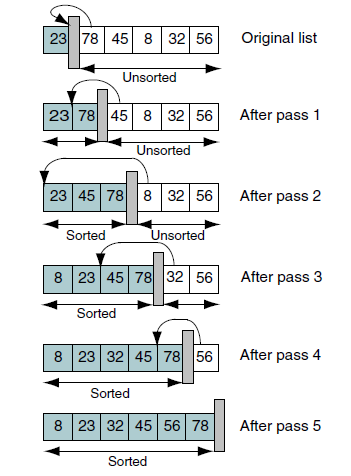 23 78 45 8 32 56 Original list
Unsorted
23 78 45 8 32 56 After pass 1
Unsorted
23 45 78 8 32 56 After pass 2
Sorted Unsorted
8 23 45 78 32 56 After pass 3
Sorted
8 23 32 45 78 56 After pass 4
Sorted
8 23 32 45 56 78 After pass 5
Sorted